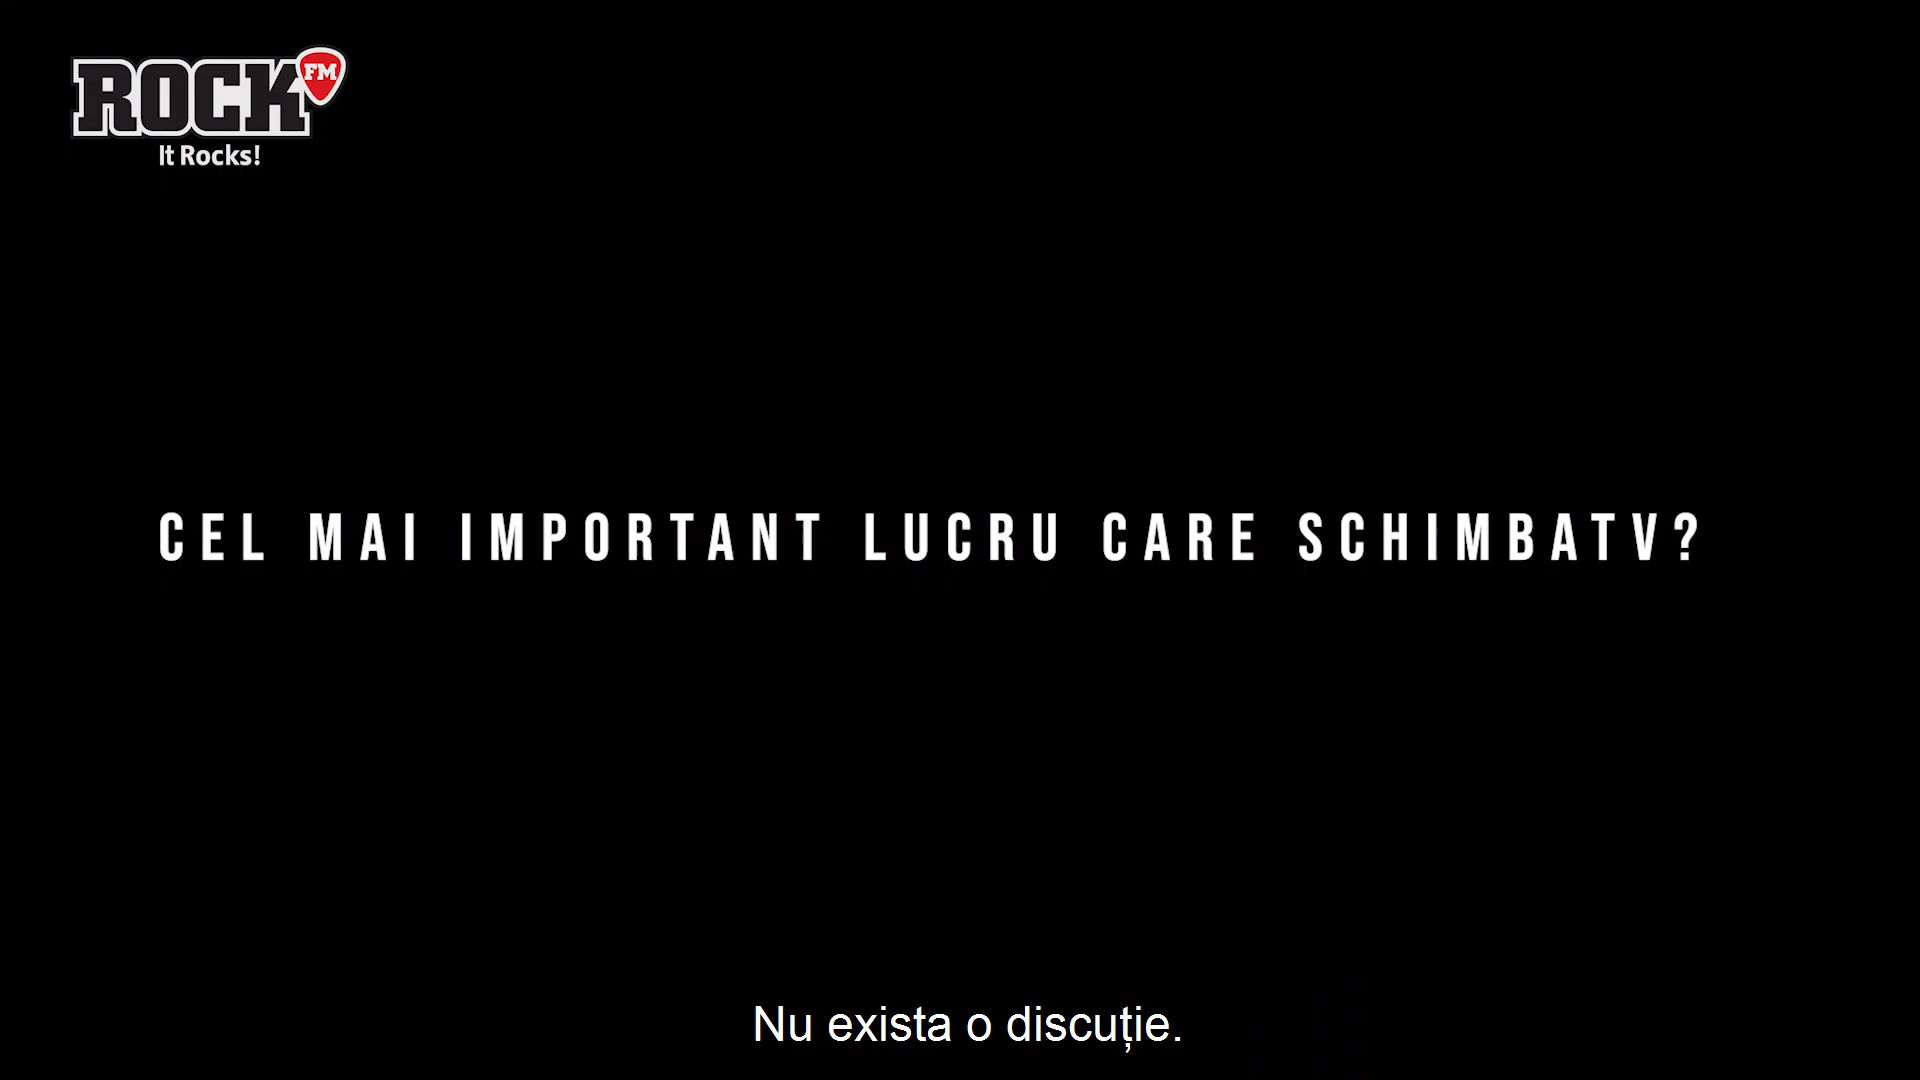 ROCK FM
It Rocks!
CEL MAI IMPORTANT LUCRU CARE SCHIMBATV?
Nu exista o discuție.